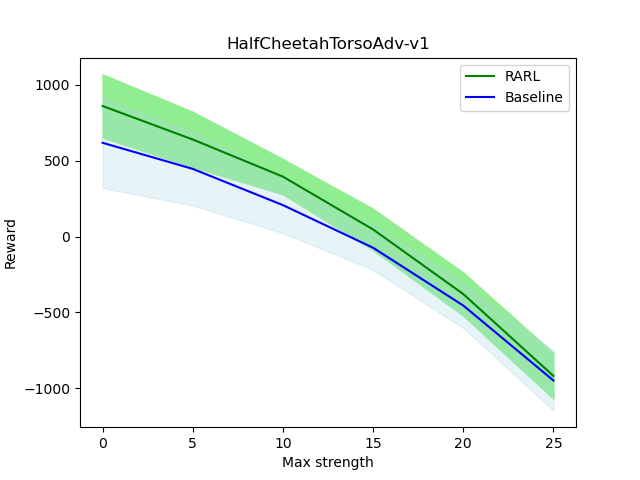 HalfCheetahTorsoAdv-v1
RARL
Baseline
Reward
1000
500
0
−500
−1000
0 5 10 15 20 25
Max strength